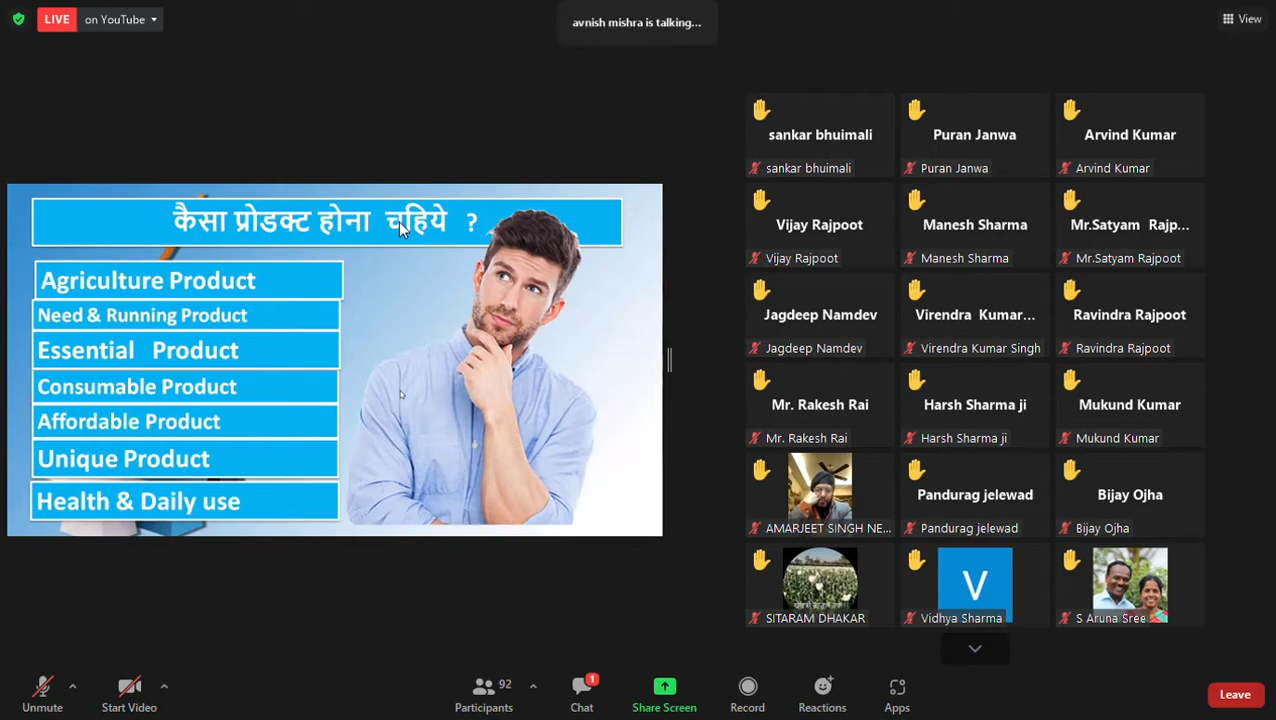 LIVE on YouTube
avnish mishra is talking...
View
कैसा प्रोडक्ट होना चहिये ?
Agriculture Product
Need & Running Product
Essential Product
Consumable Product
Affordable Product
Unique Product
Health & Daily use
sankar bhuimali
sankar bhuimali
Puran Janwa
Puran Janwa
Arvind Kumar
Arvind Kumar
Vijay Rajpoot
Vijay Rajpoot
Manesh Sharma
Manesh Sharma
Mr.Satyam Rajp...
Mr.Satyam Rajpoot
Jagdeep Namdev
Jagdeep Namdev
Virendra Kumar...
Virendra Kumar Singh
Ravindra Rajpoot
Ravindra Rajpoot
Mr. Rakesh Rai
Mr. Rakesh Rai
Harsh Sharma ji
Harsh Sharma ji
Mukund Kumar
Mukund Kumar
AMARJEET SINGH NE...
Pandurag jelewad
Pandurag jelewad
Bijay Ojha
Bijay Ojha
SITARAM DHAKAR
V
Vidhya Sharma
S Aruna Sree
Unmute
Start Video
92
Participants
1
Chat
Share Screen
Record
Reactions
Apps
Leave